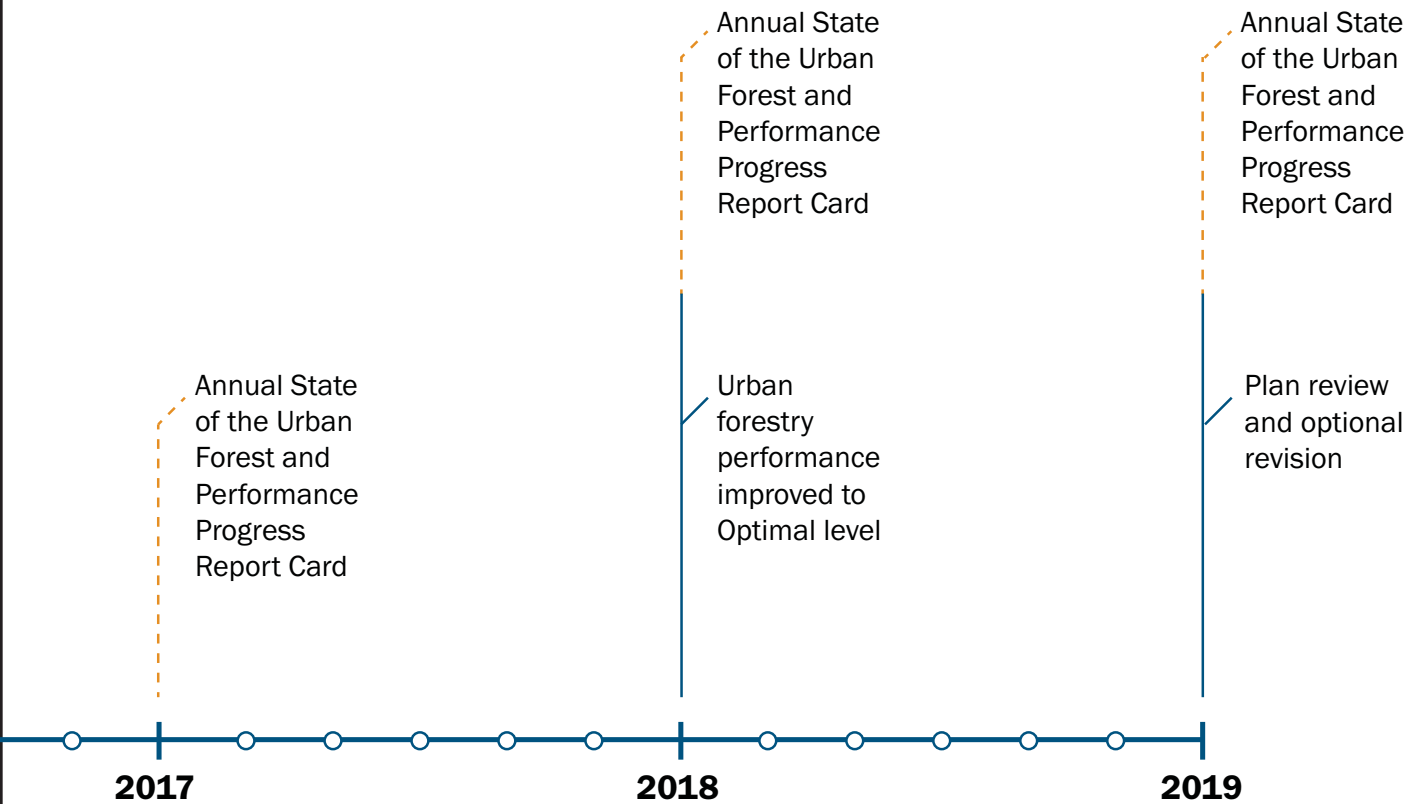 Annual State
of the Urban
Forest and
Performance
Progress
Report Card
Annual State
of the Urban
Forest and
Performance
Progress
Report Card
Annual State
of the Urban
Forest and
Performance
Progress
Report Card
Urban
forestry
performance
improved to
Optimal level
Plan review
and optional
revision
2017
2018
2019